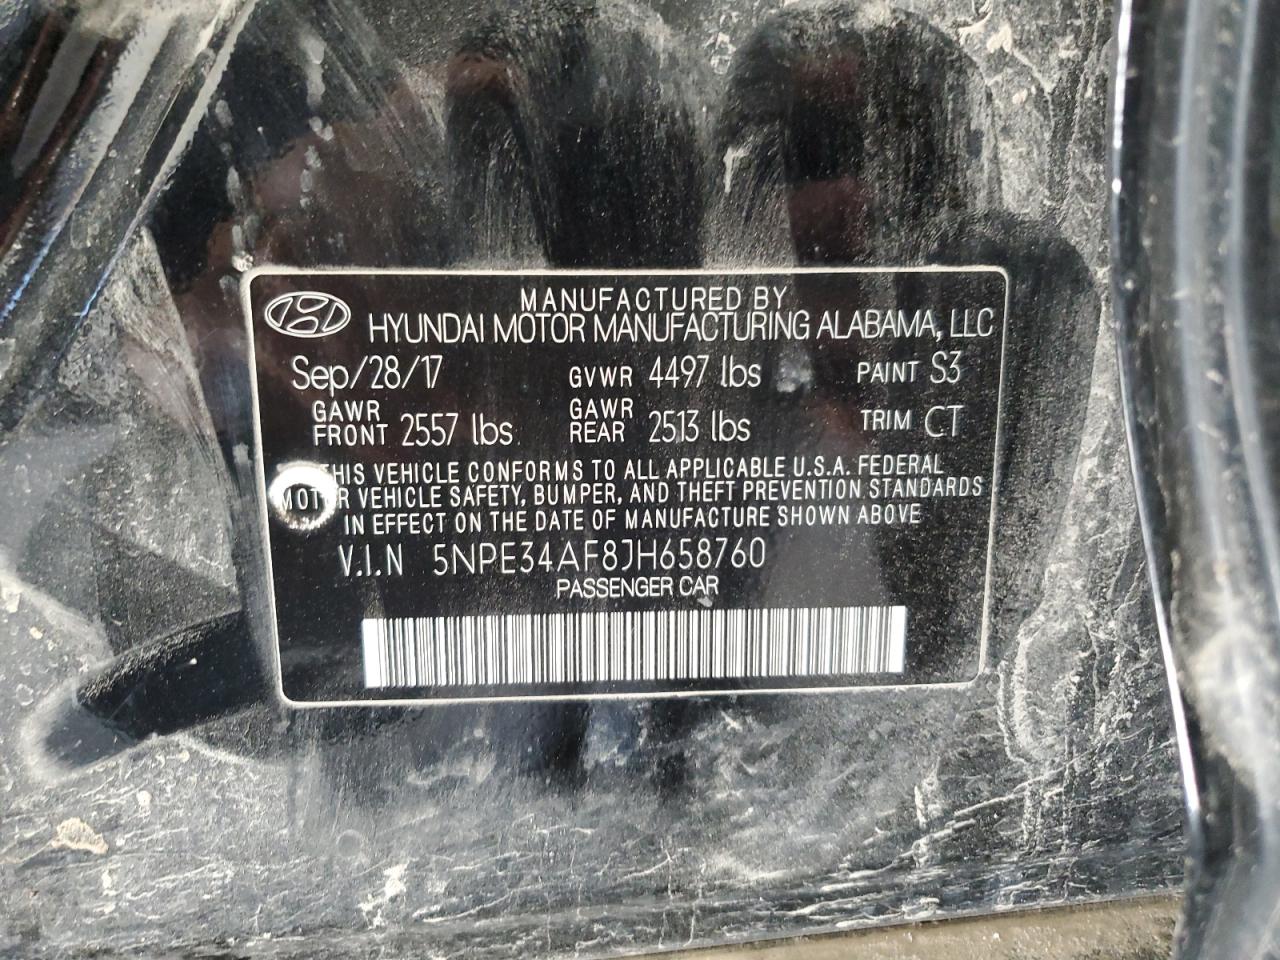 MANUFACTURED BY
HYUNDAI MOTOR MANUFACTURING ALABAMA, LLC
Sep/28/17 GVWR 4497 lbs PAINT S3
GAWR FRONT 2557 lbs. GAWR REAR 2513 lbs TRIM CT
THIS VEHICLE CONFORMS TO ALL APPLICABLE U.S.A. FEDERAL
MOTOR VEHICLE SAFETY, BUMPER, AND THEFT PREVENTION STANDARDS
IN EFFECT ON THE DATE OF MANUFACTURE SHOWN ABOVE
V.I.N 5NPE34AF8JH658760
PASSENGER CAR